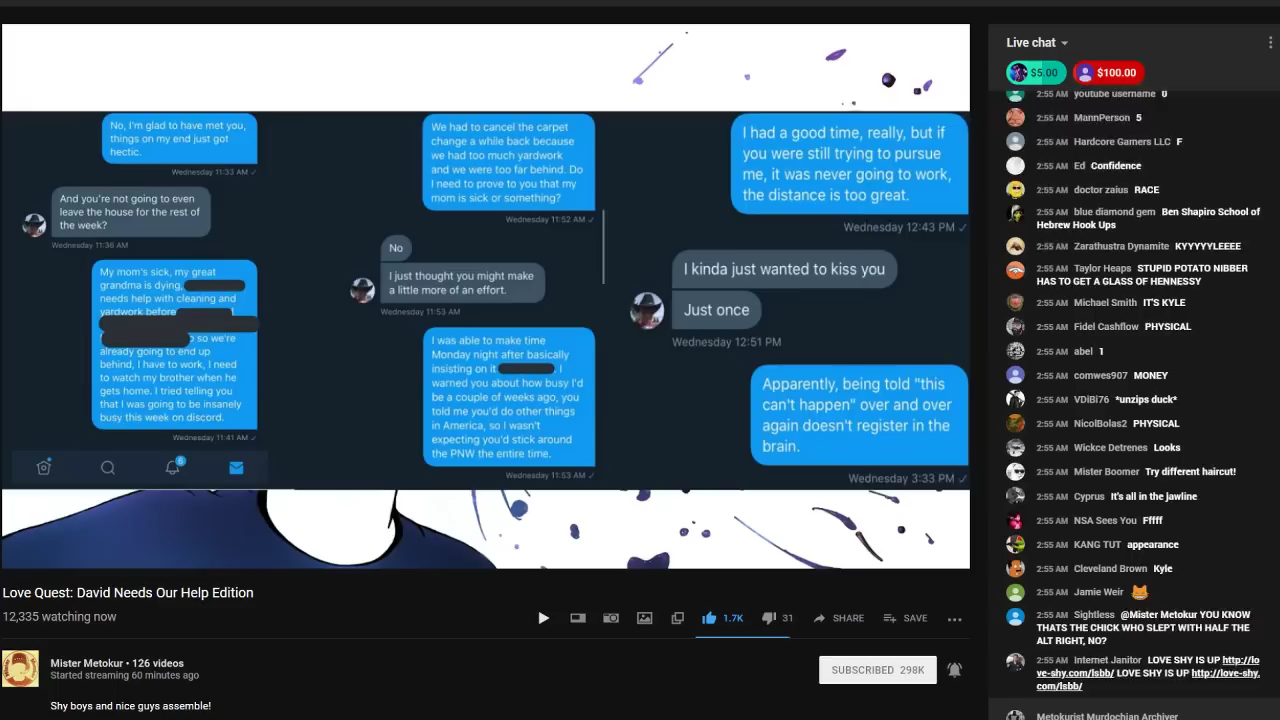 No, I'm glad to have met you,
things on my end just got
hectic.
Wednesday 11:33 AM ✓
And you're not going to even
leave the house for the rest of
the week?
Wednesday 11:36 AM
My mom's sick, my great
grandma is dying,
needs help with cleaning and
yardwork before
so we're
already going to end up
behind, I have to work, I need
to watch my brother when he
gets home. I tried telling you
that I was going to be insanely
busy this week on discord.
Wednesday 11:41 AM ✓
6
We had to cancel the carpet
change a while back because
we had too much yardwork
and we were too far behind. Do
I need to prove to you that my
mom is sick or something?
Wednesday 11:52 AM ✓
No
I just thought you might make
a little more of an effort.
Wednesday 11:53 AM
I was able to make time
Monday night after basically
insisting on it . I
warned you about how busy I'd
be a couple of weeks ago, you
told me you'd do other things
in America, so I wasn't
expecting you'd stick around
the PNW the entire time.
Wednesday 11:53 AM ✓
I had a good time, really, but if
you were still trying to pursue
me, it was never going to work,
the distance is too great.
Wednesday 12:43 PM ✓
I kinda just wanted to kiss you
Just once
Wednesday 12:51 PM
Apparently, being told "this
can't happen" over and over
again doesn't register in the
brain.
Wednesday 3:33 PM ✓
Love Quest: David Needs Our Help Edition
12,335 watching now
1.7K
31
SHARE
SAVE
Mister Metokur • 126 videos
Started streaming 60 minutes ago
SUBSCRIBED 298K
Shy boys and nice guys assemble!
Live chat
$5.00
$100.00
2:55 AM youtube username 0
2:55 AM MannPerson 5
2:55 AM Hardcore Gamers LLC F
2:55 AM Ed Confidence
2:55 AM doctor zaius RACE
2:55 AM blue diamond gem Ben Shapiro School of
Hebrew Hook Ups
2:55 AM Zarathustra Dynamite KYYYYYLEEEE
2:55 AM Taylor Heaps STUPID POTATO NIBBER
HAS TO GET A GLASS OF HENNESSY
2:55 AM Michael Smith IT'S KYLE
2:55 AM Fidel Cashflow PHYSICAL
2:55 AM abel 1
2:55 AM comwes907 MONEY
2:55 AM VDiBi76 *unzips duck*
2:55 AM NicolBolas2 PHYSICAL
2:55 AM Wickce Detrenes Looks
2:55 AM Mister Boomer Try different haircut!
2:55 AM Cyprus It's all in the jawline
2:55 AM NSA Sees You Fffff
2:55 AM KANG TUT appearance
2:55 AM Cleveland Brown Kyle
2:55 AM Jamie Weir
2:55 AM Sightless @Mister Metokur YOU KNOW
THATS THE CHICK WHO SLEPT WITH HALF THE
ALT RIGHT, NO?
2:55 AM Internet Janitor LOVE SHY IS UP http://lo
ve-shy.com/lsbb/ LOVE SHY IS UP http://love-shy.
com/lsbb/
Metokurist Murdochian Archiver